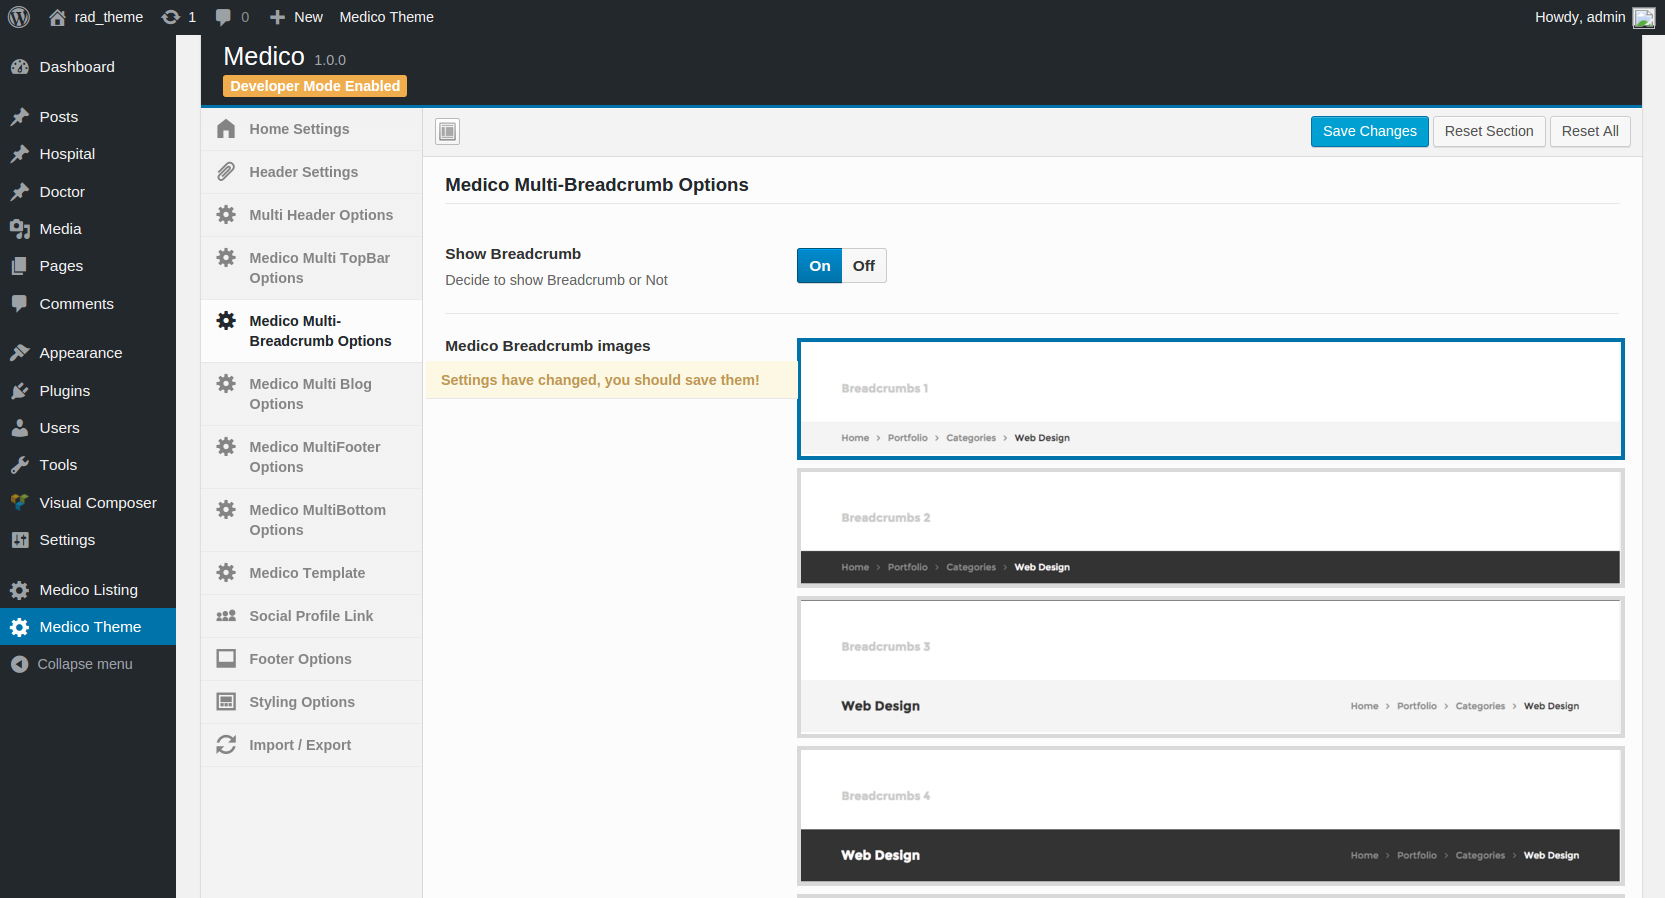 rad_theme 1 0 New Medico Theme Howdy, admin
Dashboard
Posts
Hospital
Doctor
Media
Pages
Comments
Appearance
Plugins
Users
Tools
Visual Composer
Settings
Medico Listing
Medico Theme
Collapse menu
Medico 1.0.0
Developer Mode Enabled
Home Settings
Header Settings
Multi Header Options
Medico Multi TopBar
Options
Medico Multi-
Breadcrumb Options
Medico Multi Blog
Options
Medico MultiFooter
Options
Medico MultiBottom
Options
Medico Template
Social Profile Link
Footer Options
Styling Options
Import / Export
Save Changes Reset Section Reset All
Medico Multi-Breadcrumb Options
Show Breadcrumb
Decide to show Breadcrumb or Not
On Off
Medico Breadcrumb images
Settings have changed, you should save them!
Breadcrumbs 1
Home > Portfolio > Categories > Web Design
Breadcrumbs 2
Home > Portfolio > Categories > Web Design
Breadcrumbs 3
Web Design Home > Portfolio > Categories > Web Design
Breadcrumbs 4
Web Design Home > Portfolio > Categories > Web Design